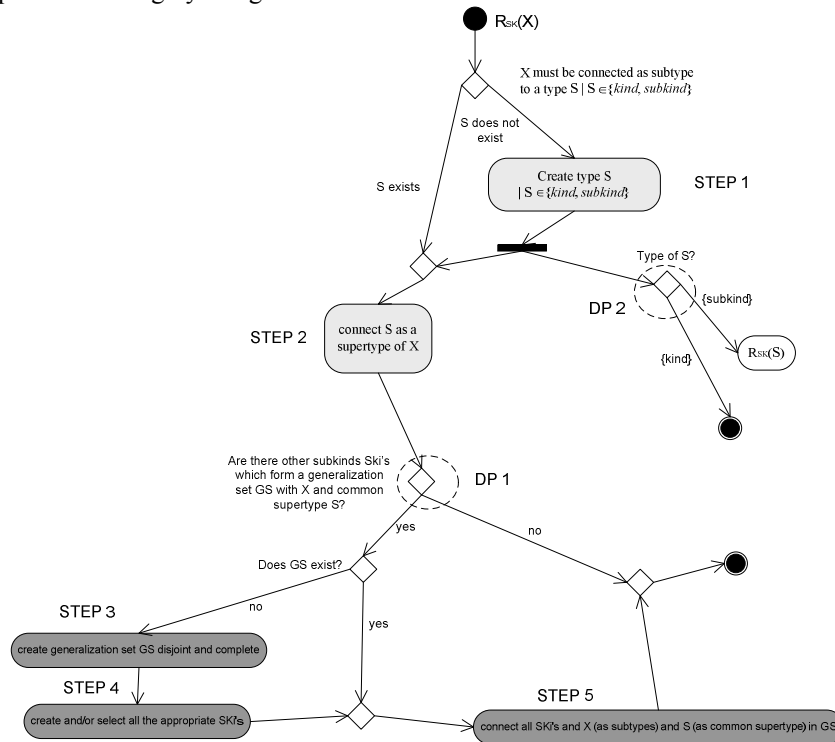 RSK(X)
X must be connected as subtype
to a type S | S ∈{kind, subkind}
S does not
exist
Create type S
| S ∈{kind, subkind}
STEP 1
S exists
Type of S?
DP 2
{subkind}
STEP 2
connect S as a
supertype of X
RSK(S)
{kind}
Are there other subkinds Ski's
which form a generalization
set GS with X and common
supertype S?
DP 1
yes
no
Does GS exist?
no
STEP 3
yes
create generalization set GS disjoint and complete
STEP 4
STEP 5
create and/or select all the appropriate SKi's
connect all SKi's and X (as subtypes) and S (as common supertype) in GS